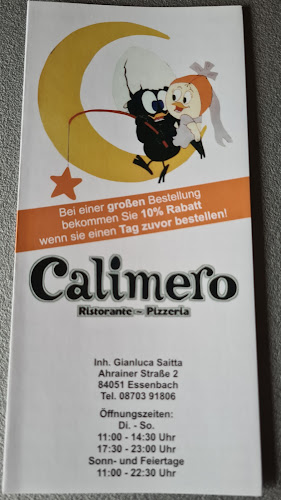 Bei einer großen Bestellung
bekommen Sie 10% Rabatt
wenn sie einen Tag zuvor bestellen!
Calimero
Ristorante ~ Pizzeria
Inh. Gianluca Saitta
Ahrainer Straße 2
84051 Essenbach
Tel. 08703 91806
Öffnungszeiten:
Di. - So.
11:00 - 14:30 Uhr
17:30 - 23:00 Uhr
Sonn- und Feiertage
11:00 - 22:30 Uhr